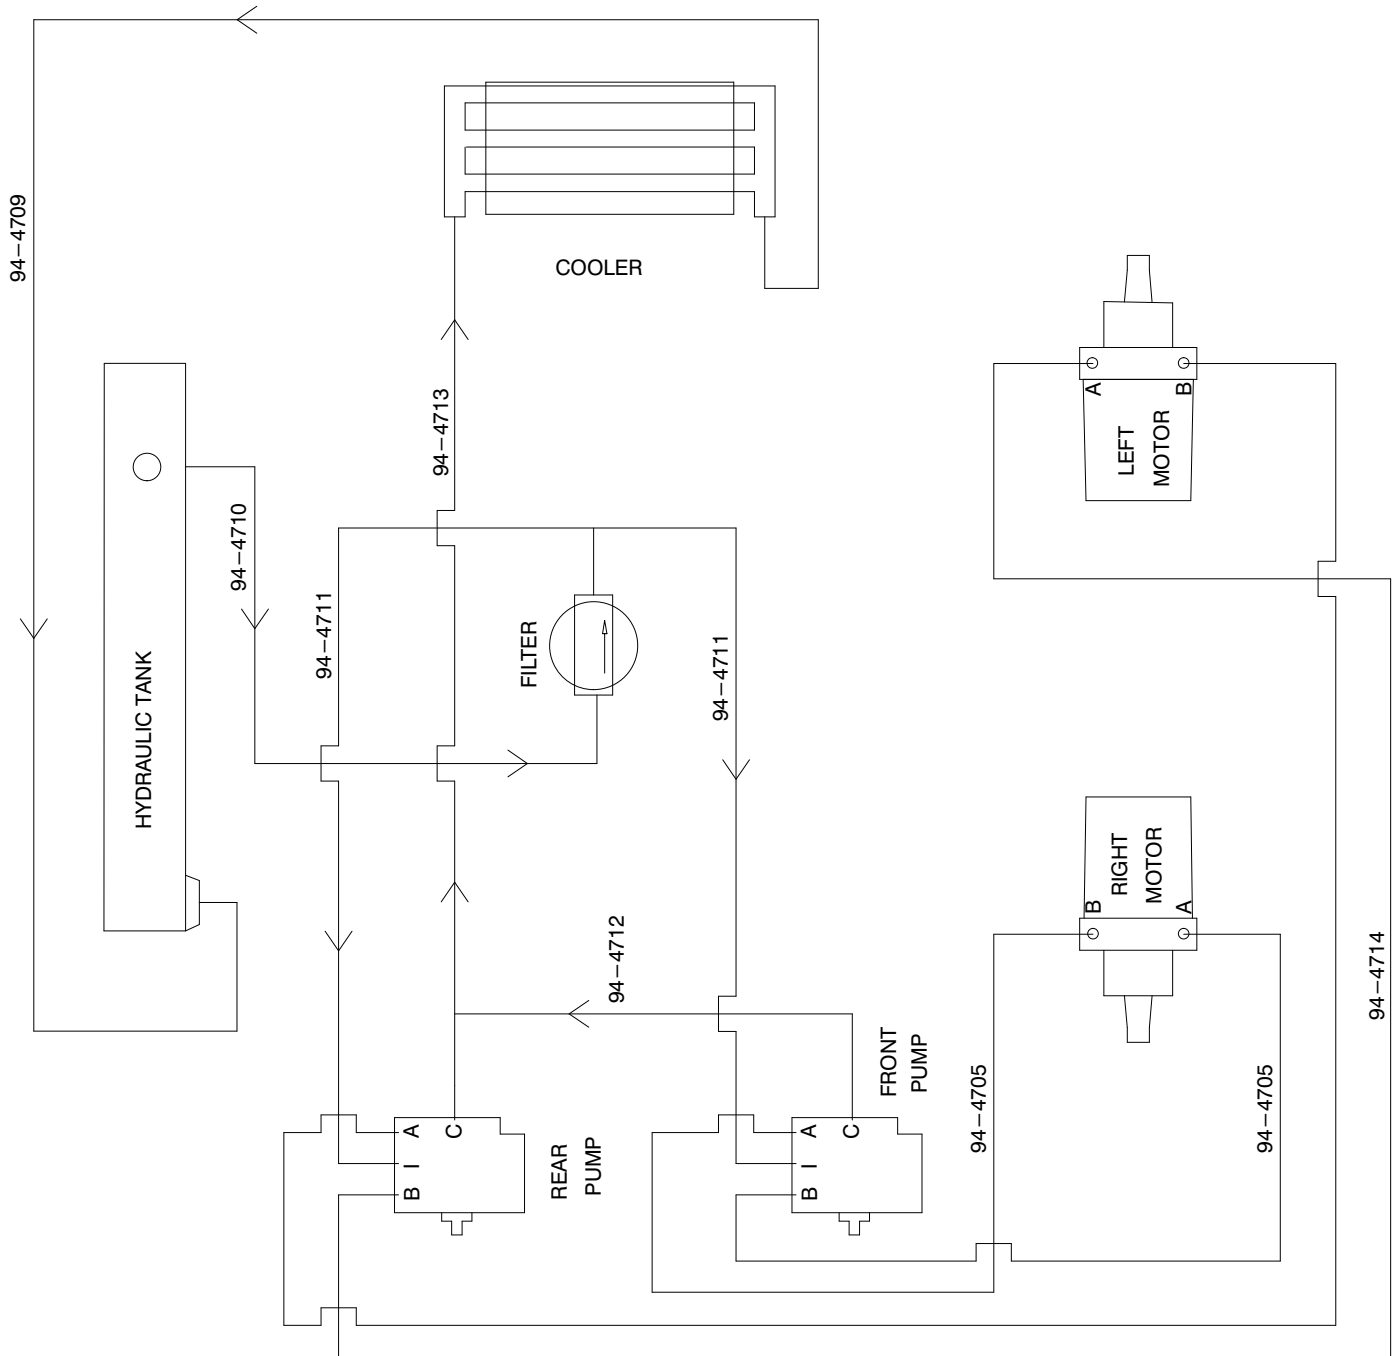 94-4709
COOLER
94-4713
94-4710
94-4711
HYDRAULIC TANK
FILTER
94-4711
A
B
LEFT
MOTOR
RIGHT
MOTOR
B
A
94-4712
94-4714
FRONT
PUMP
94-4705
94-4705
A
I
B
C
REAR
PUMP
A
I
B
C